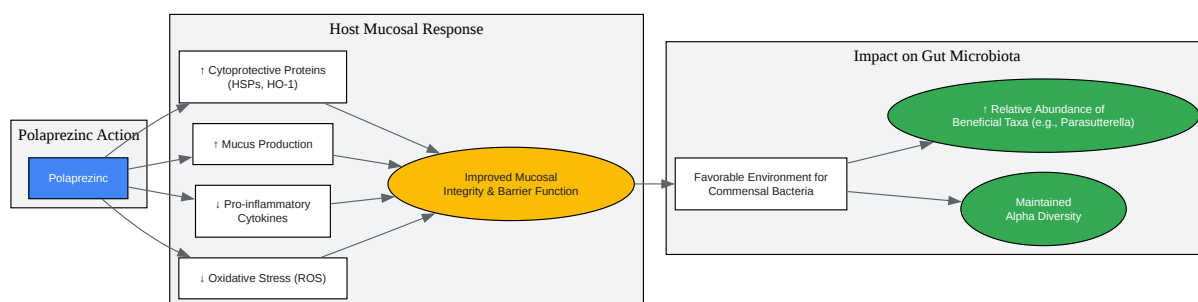 Polaprezinc Action
Polaprezinc
Host Mucosal Response
↑ Cytoprotective Proteins
(HSPs, HO-1)
↑ Mucus Production
↓ Pro-inflammatory
Cytokines
↓ Oxidative Stress (ROS)
Improved Mucosal
Integrity & Barrier Function
Impact on Gut Microbiota
Favorable Environment for
Commensal Bacteria
↑ Relative Abundance of
Beneficial Taxa (e.g., Parasutterella)
Maintained
Alpha Diversity